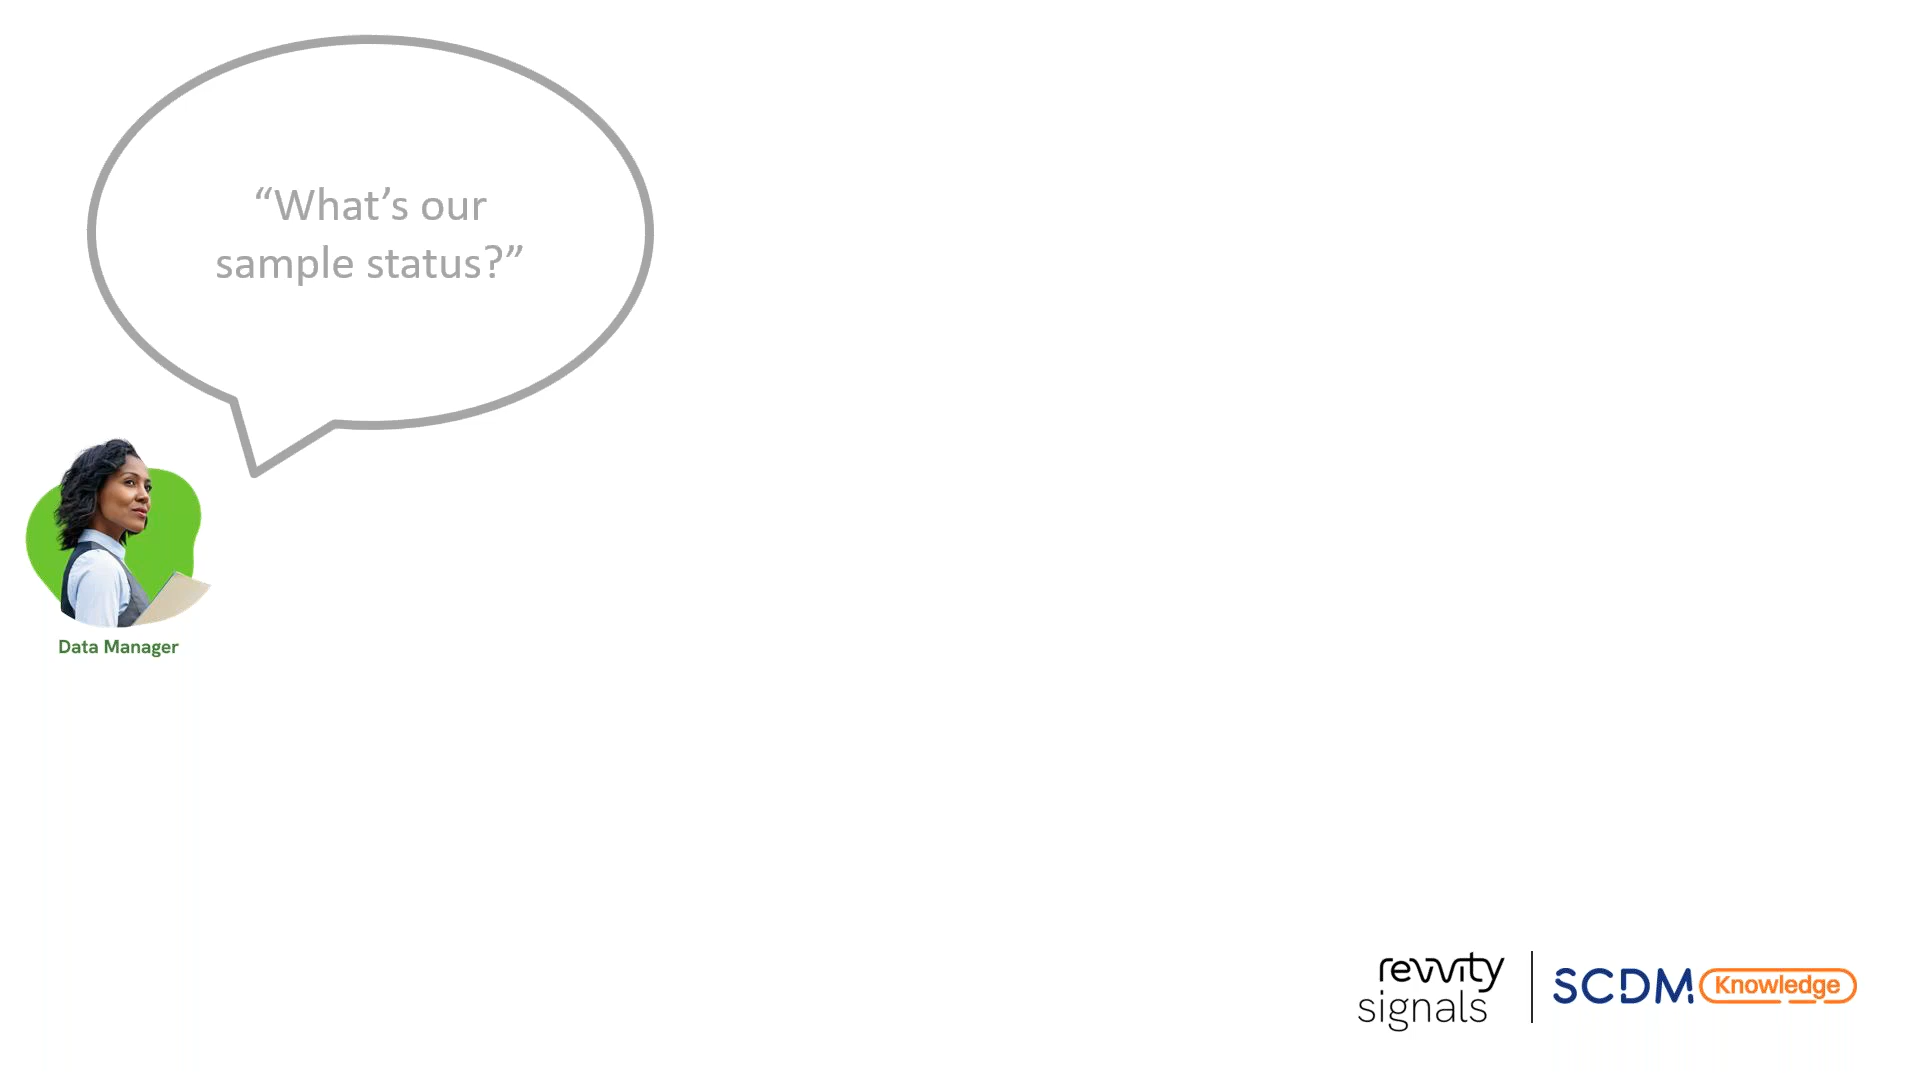 “What’s our
sample status?”
Data Manager
revvity
signals
SCDM Knowledge